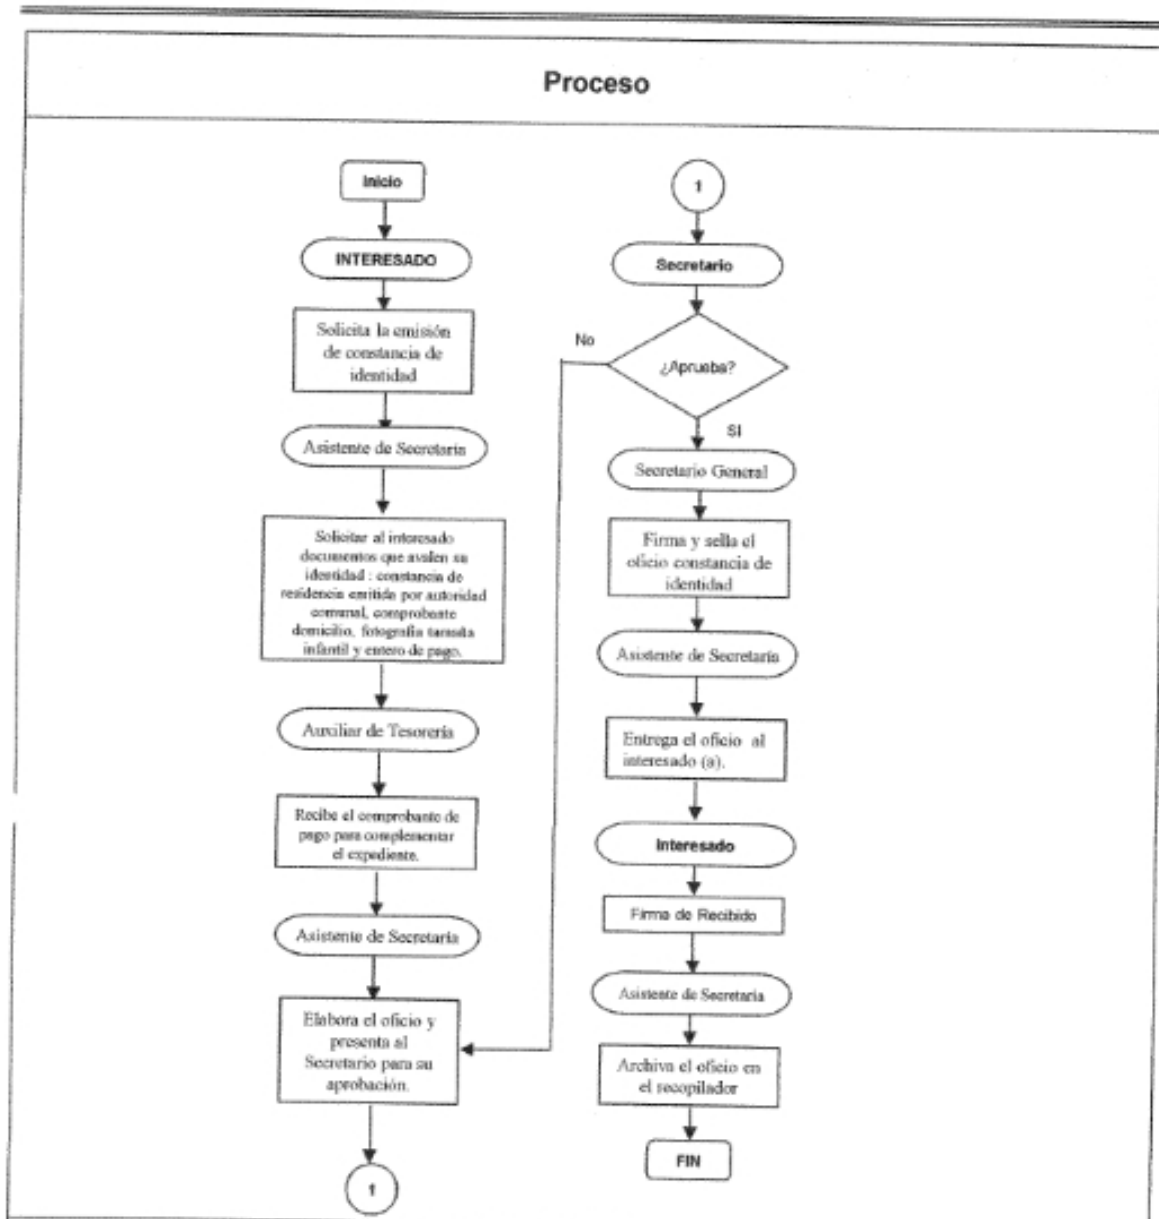 Proceso
Inicio
INTERESADO
Solicita la emisión
de constancia de
identidad
Asistente de Secretaría
Solicitar al interesado
documentos que avalen su
identidad : constancia de
residencia emitida por autoridad
comunal, comprobante
domicilio, fotografía tamaño
infantil y entero de pago.
Auxiliar de Tesorería
Recibe el comprobante de
pago para complementar
el expediente.
Asistente de Secretaría
Elabora el oficio y
presenta al
Secretario para su
aprobación.
1
1
Secretario
No
¿Aprueba?
SI
Secretario General
Firma y sella el
oficio constancia de
identidad
Asistente de Secretaría
Entrega el oficio al
interesado (a).
Interesado
Firma de Recibido
Asistente de Secretaría
Archiva el oficio en
el recopilador
FIN